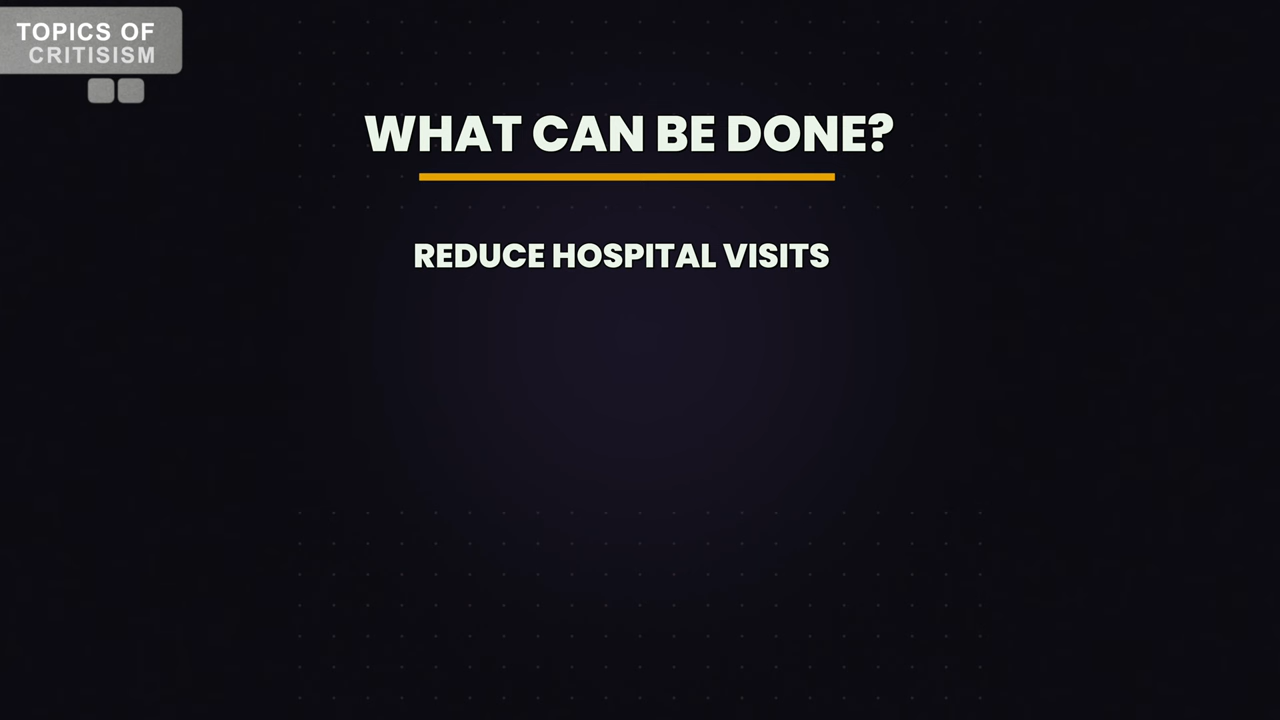 TOPICS OF
CRITISISM
WHAT CAN BE DONE?
REDUCE HOSPITAL VISITS